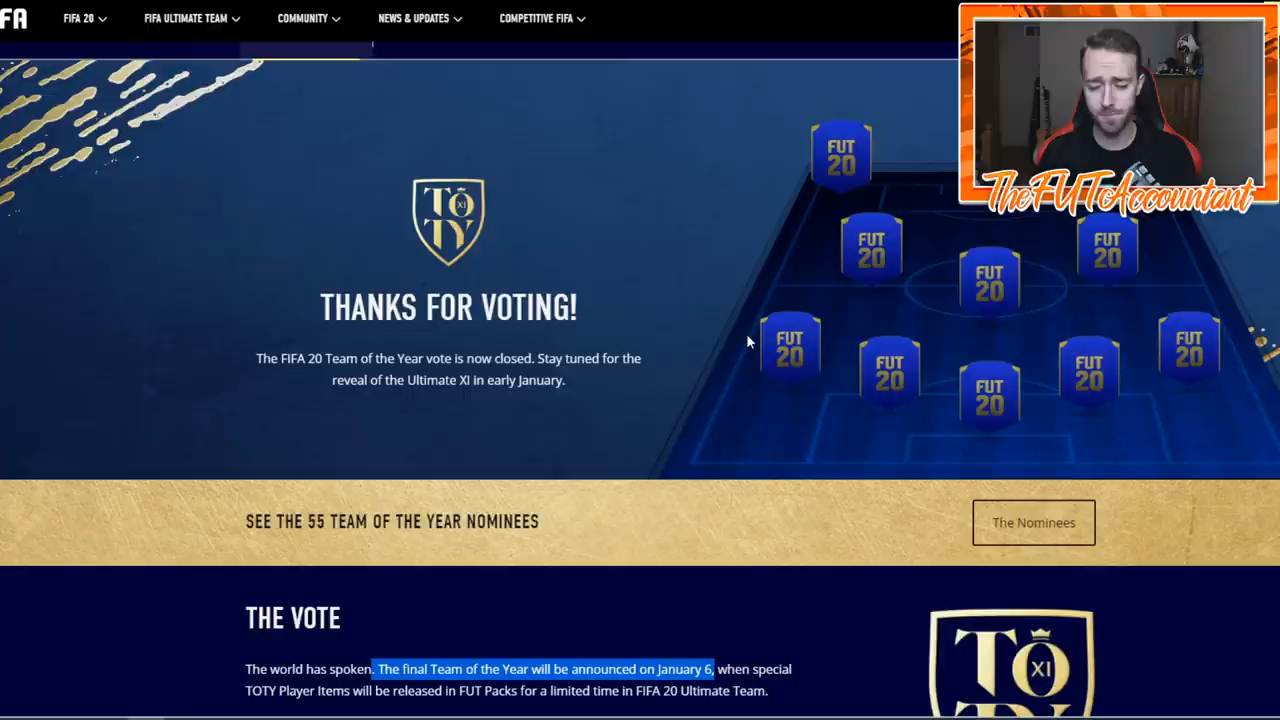 FA
FIFA 20
FIFA ULTIMATE TEAM
COMMUNITY
NEWS & UPDATES
COMPETITIVE FIFA
TheFUTAccountant
FUT
20
FUT
20
FUT
20
FUT
20
FUT
20
FUT
20
FUT
20
FUT
20
FUT
20
TO XI
TY
THANKS FOR VOTING!
The FIFA 20 Team of the Year vote is now closed. Stay tuned for the
reveal of the Ultimate XI in early January.
SEE THE 55 TEAM OF THE YEAR NOMINEES
The Nominees
THE VOTE
The world has spoken. The final Team of the Year will be announced on January 6, when special
TOTY Player Items will be released in FUT Packs for a limited time in FIFA 20 Ultimate Team.
TO XI
TY